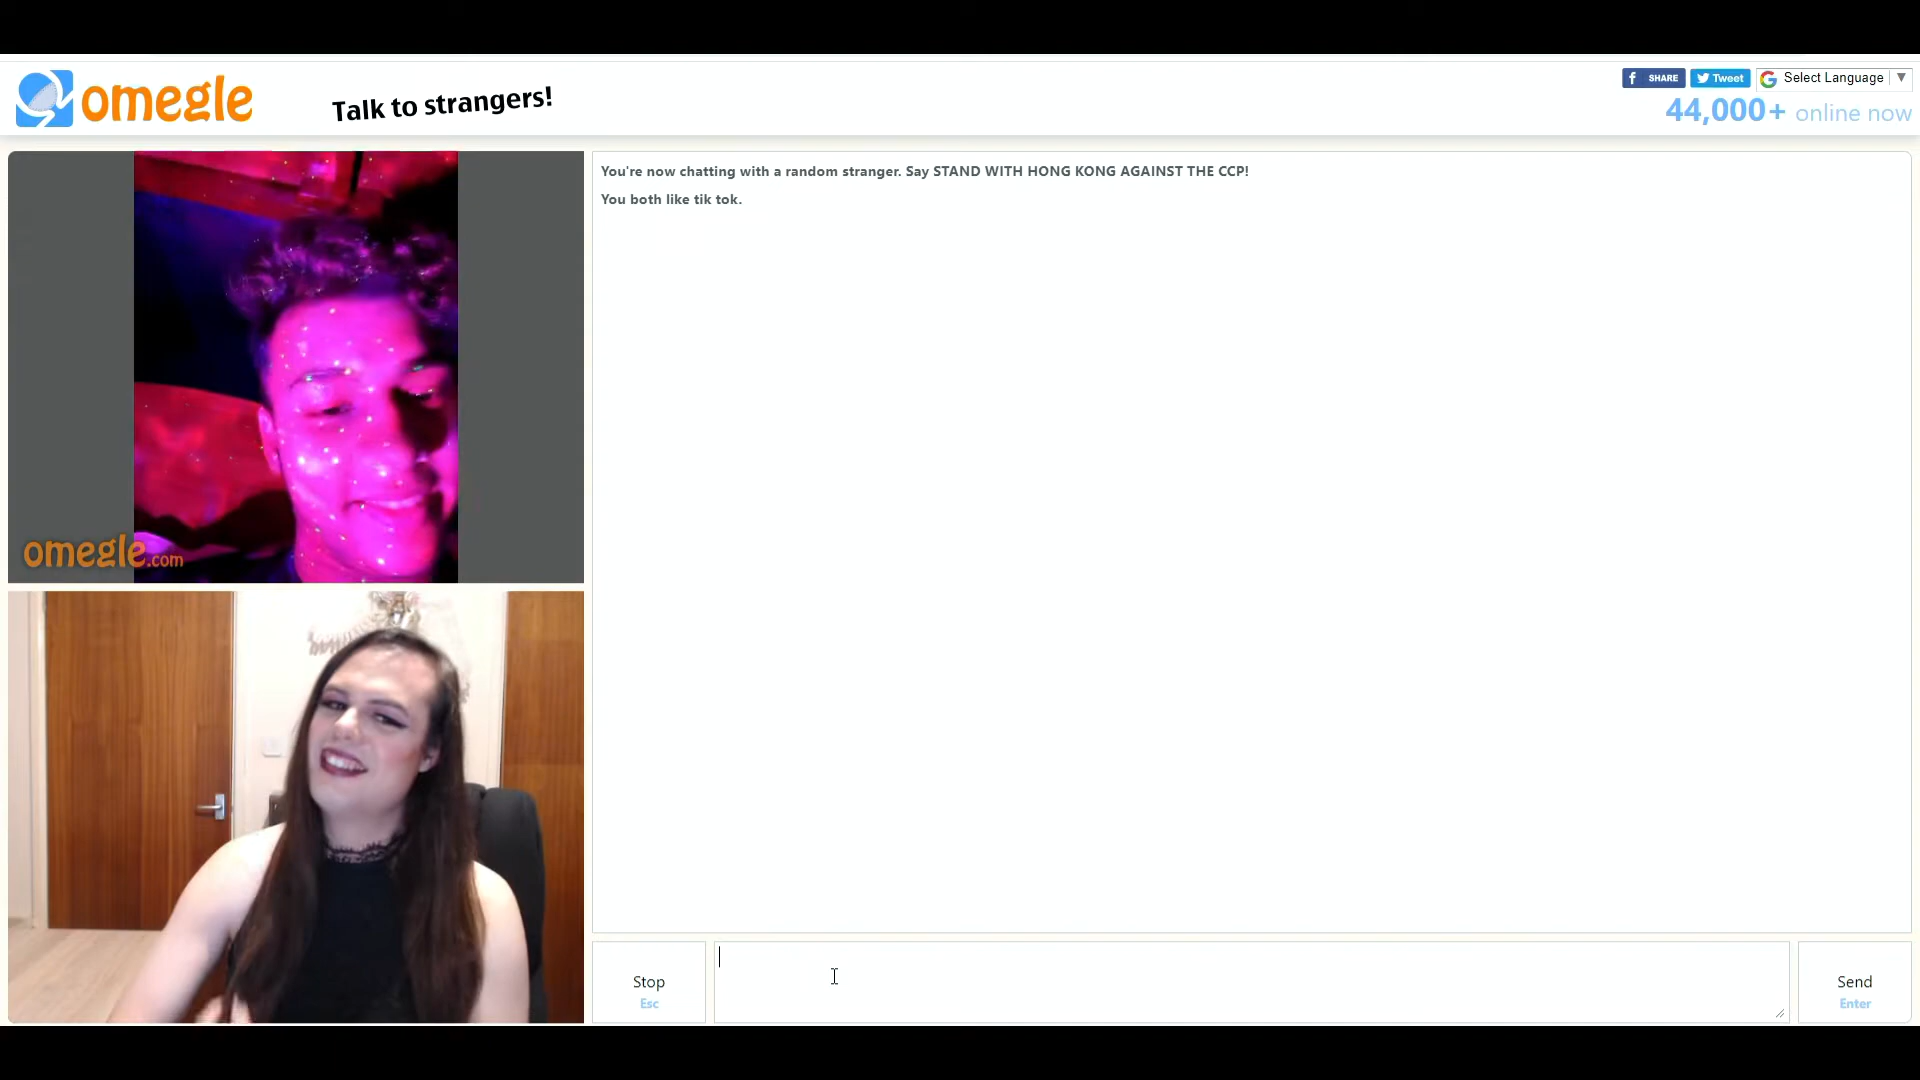 omegle
Talk to strangers!
SHARE
Tweet
Select Language
44,000+ online now
You're now chatting with a random stranger. Say STAND WITH HONG KONG AGAINST THE CCP!
You both like tik tok.
omegle.com
Stop
Esc
Send
Enter